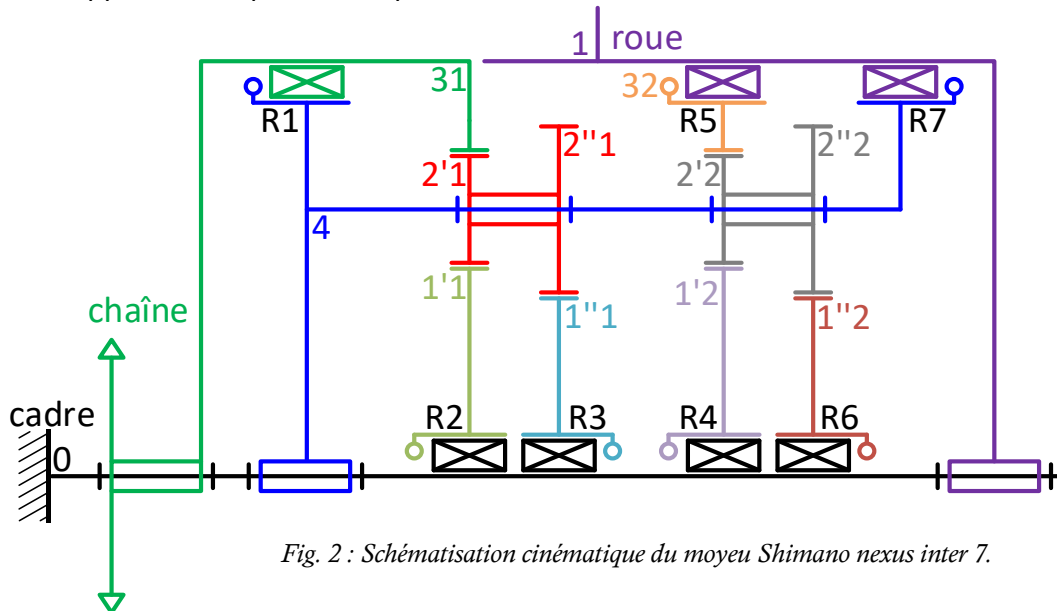 1 roue
31
32
R1
R5
R7
2'1
2''1
2'2
2''2
4
1'1
1''1
1'2
1''2
chaîne
cadre
0
R2
R3
R4
R6
Fig. 2 : Schématisation cinématique du moyeu Shimano nexus inter 7.